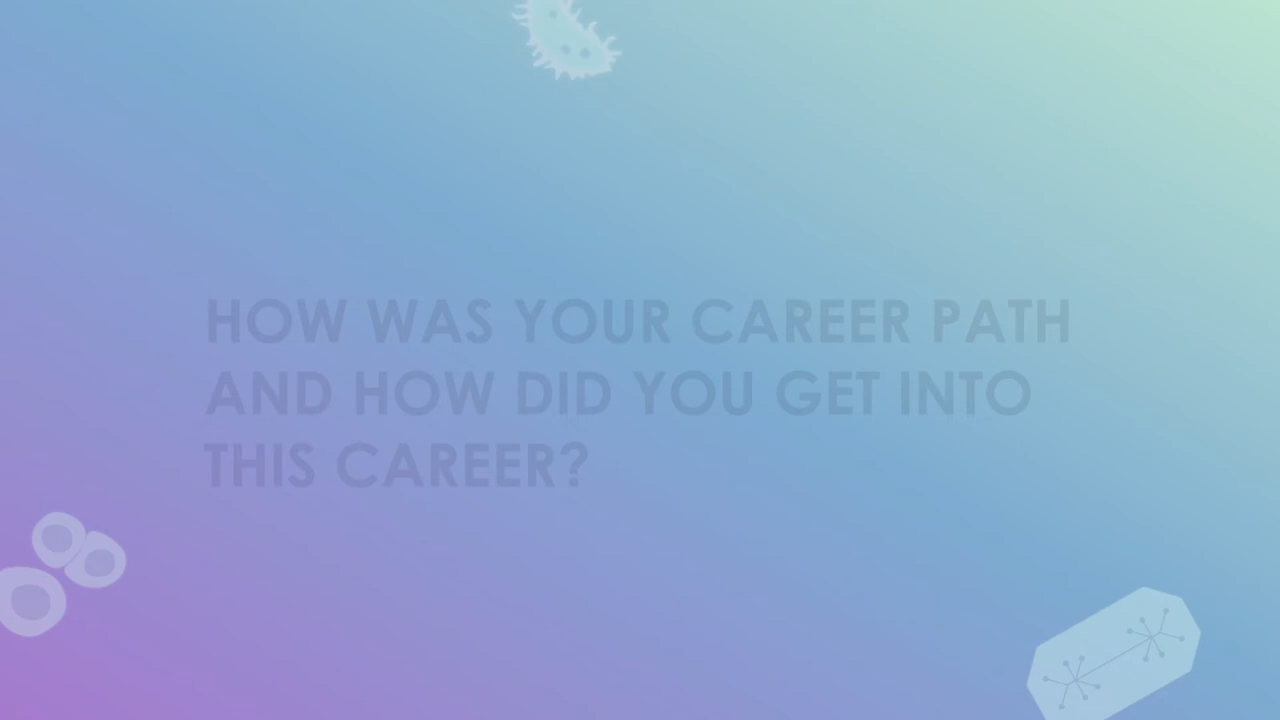 HOW WAS YOUR CAREER PATH
AND HOW DID YOU GET INTO
THIS CAREER?